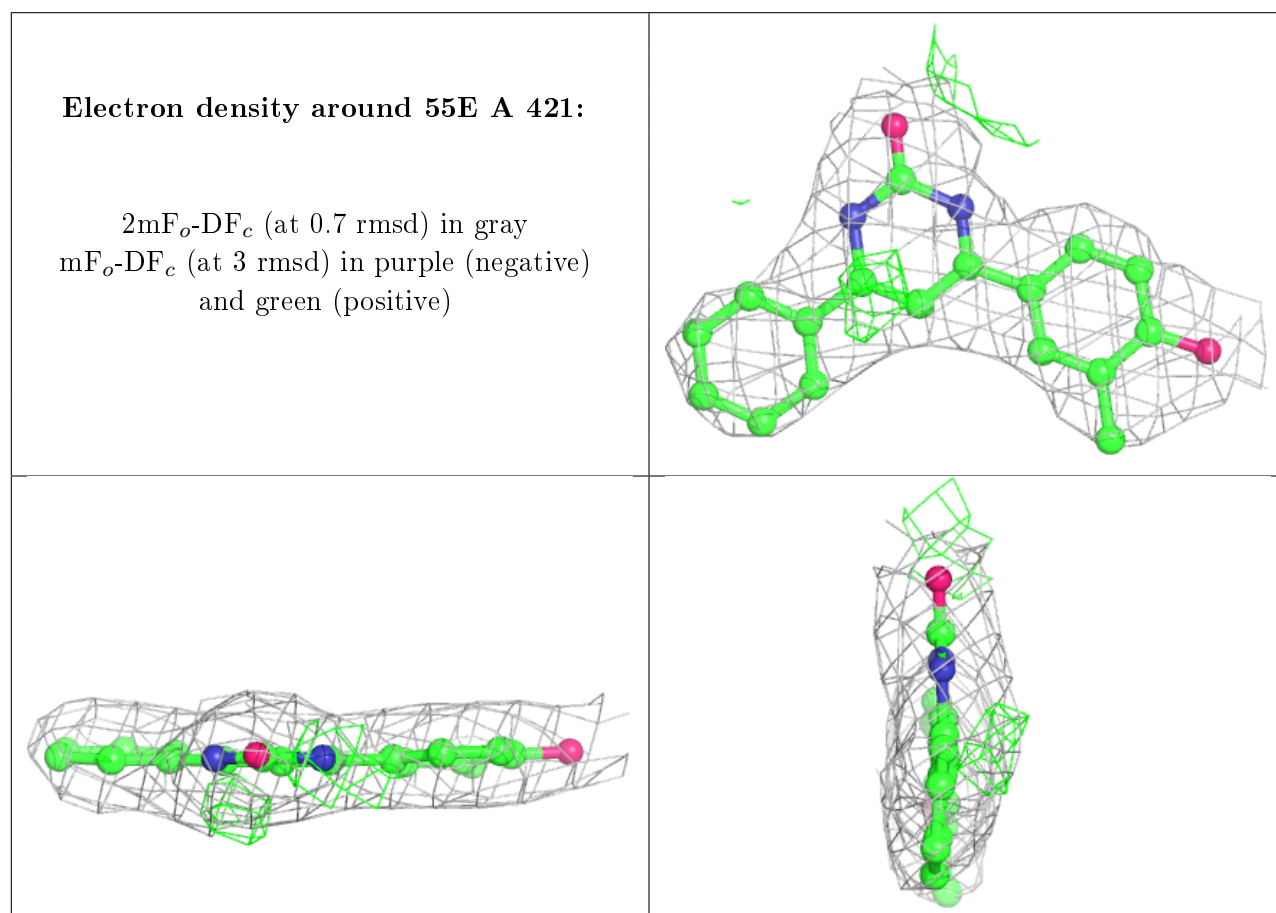 Electron density around 55E A 421:
2mFo-DFc (at 0.7 rmsd) in gray
mFo-DFc (at 3 rmsd) in purple (negative)
and green (positive)